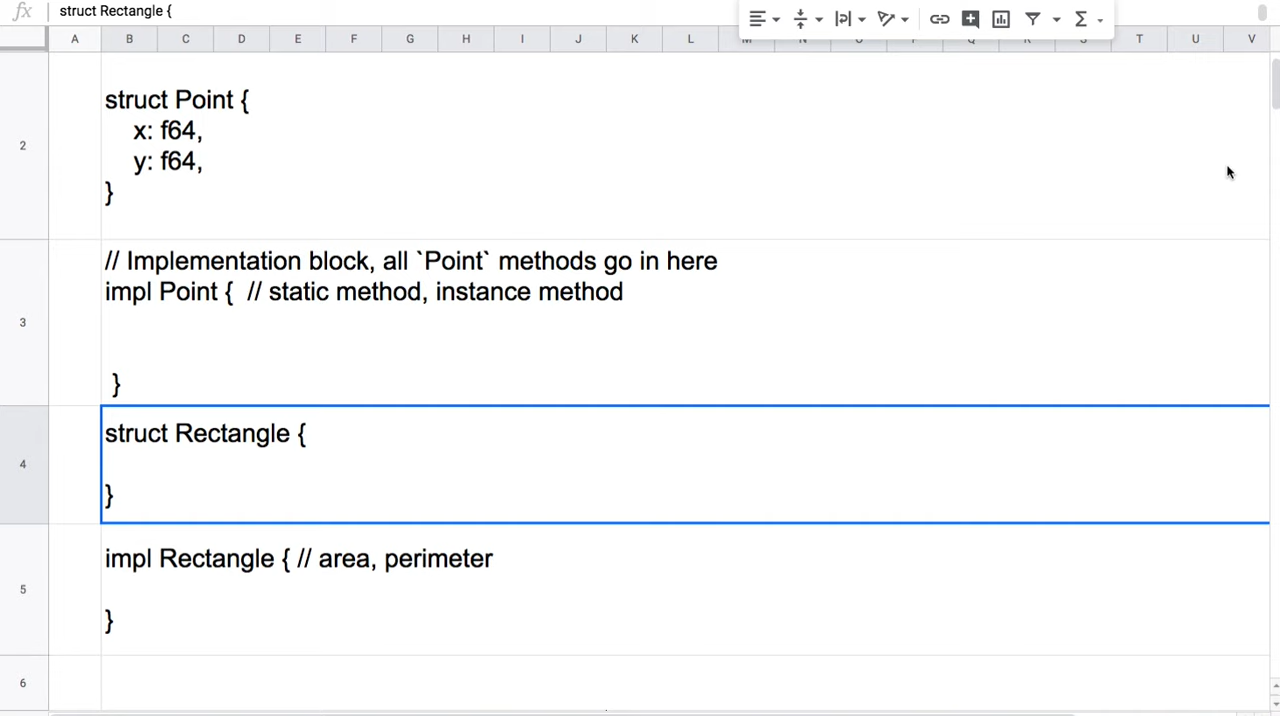 fx struct Rectangle {
A B C D E F G H I J K L T U V
2
struct Point {
x: f64,
y: f64,
}
3
// Implementation block, all `Point` methods go in here
impl Point { // static method, instance method
}
4
struct Rectangle {
}
5
impl Rectangle { // area, perimeter
}
6